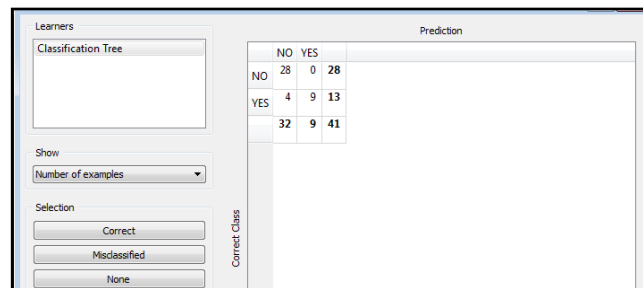 Learners
Classification Tree
Show
Number of examples
Selection
Correct
Misclassified
None
Prediction
NO YES
NO 28 0 28
YES 4 9 13
32 9 41
Correct Class